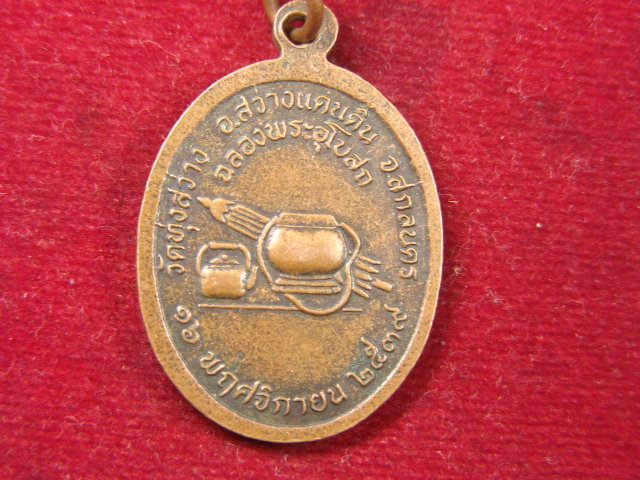 วัดทุ่งสว่าง อ.สว่างแดนดิน จ.สกลนคร
ฉลองพระอุโบสถ
๑๖ พฤศจิกายน ๒๕๓๙